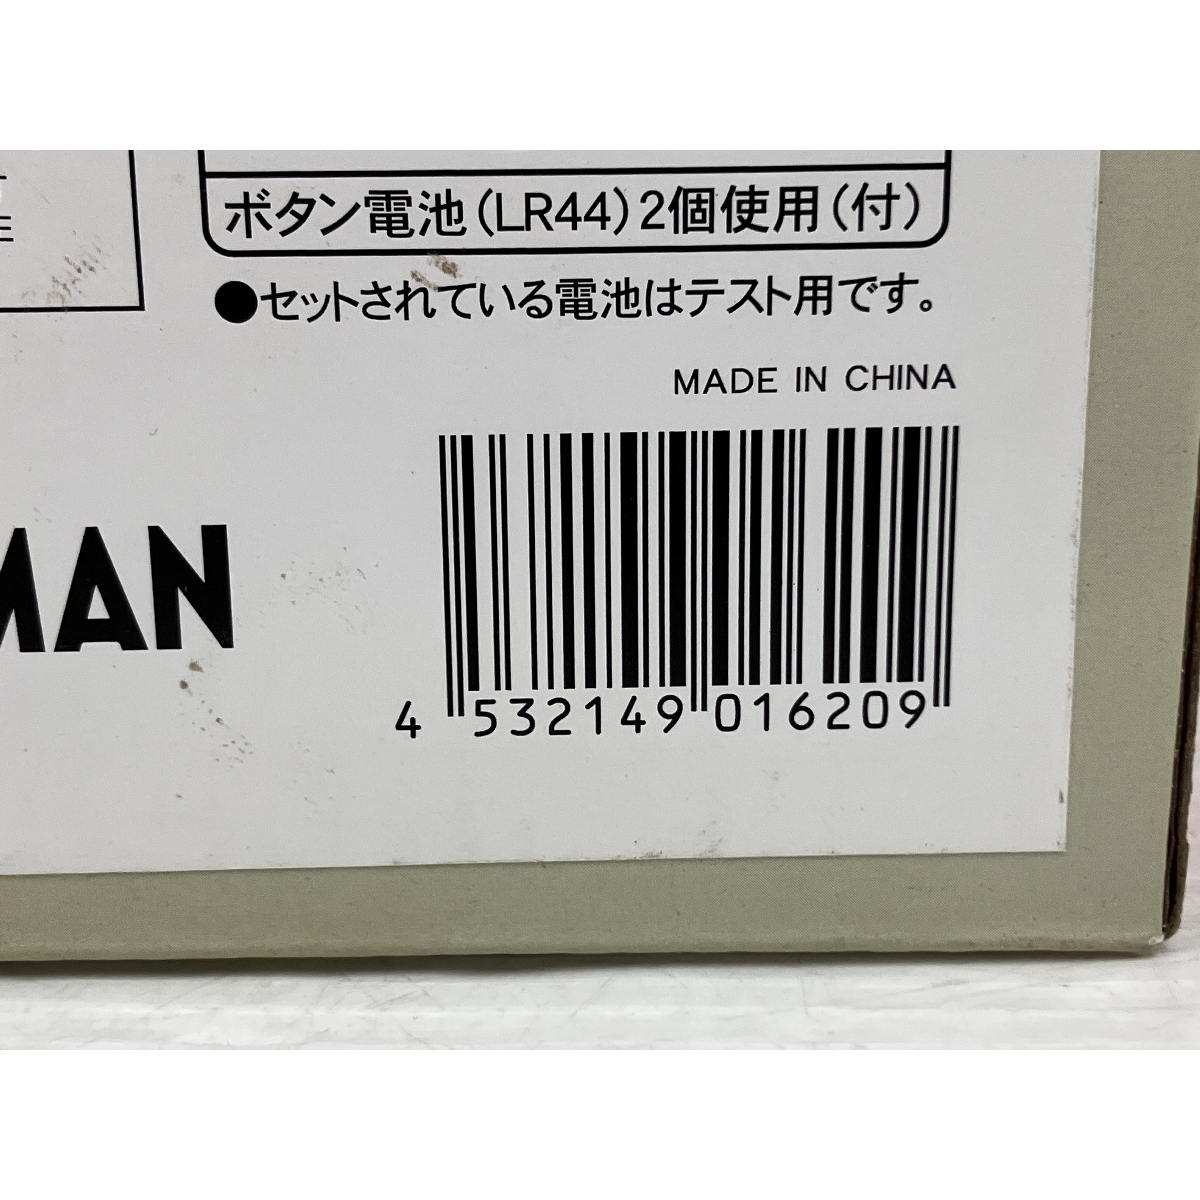 ボタン電池(LR44)2個使用(付)
●セットされている電池はテスト用です。
MADE IN CHINA
MAN
4 532149 016209